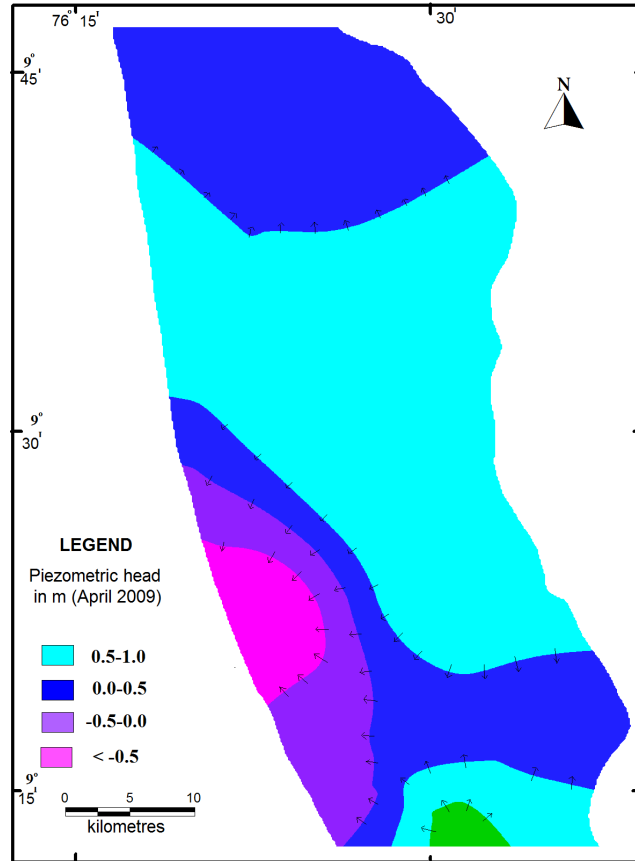 76° 15'
30'
9°
45'
N
9°
30'
LEGEND
Piezometric head
in m (April 2009)
0.5-1.0
0.0-0.5
-0.5-0.0
< -0.5
9°
15'
0 5 10
kilometres